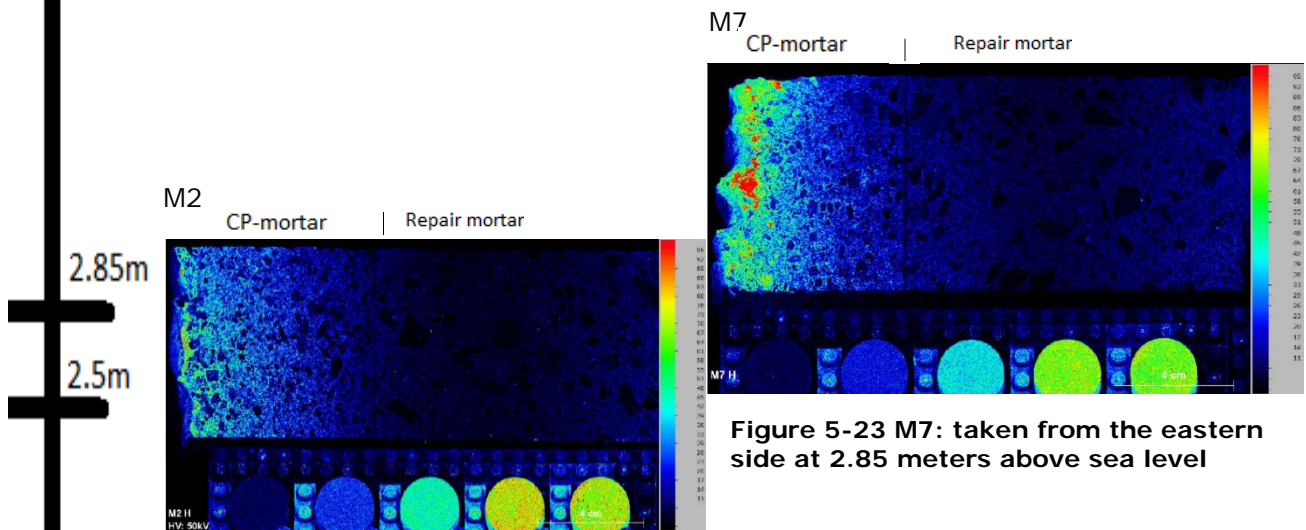 M7
CP-mortar | Repair mortar
M2
CP-mortar | Repair mortar
2.85m
2.5m
M7 H
4 cm
Figure 5-23 M7: taken from the eastern
side at 2.85 meters above sea level
M2 H
HV: 50kV
4 cm